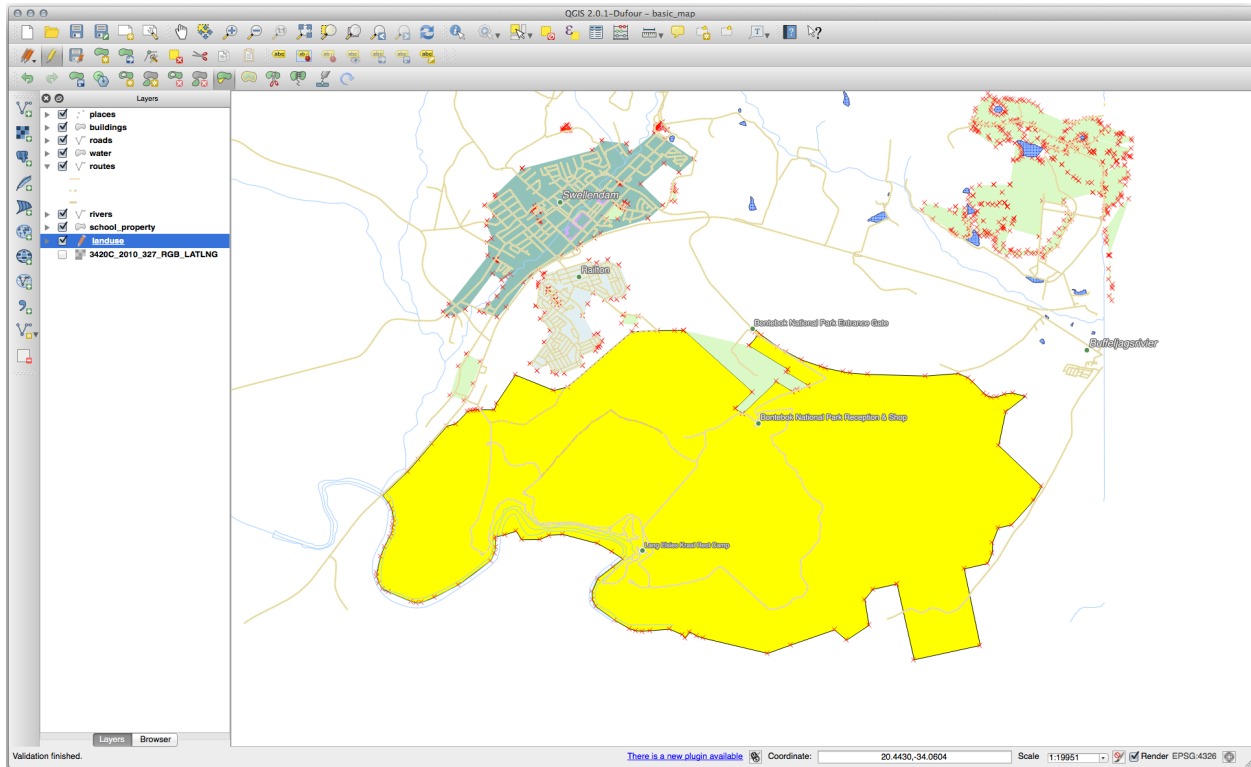 QGIS 2.0.1-Dufour - basic_map
Layers
places
buildings
roads
water
routes
rivers
school_property
landuse
3420C_2010_327_RGB_LATLNG
Swellendam
Railton
Bontebok National Park Entrance Gate
Buffeljagsrivier
Bontebok National Park Reception & Shop
Lang Elsies Kraal Rest Camp
Layers
Browser
Validation finished.
There is a new plugin available
Coordinate:
20.4430,-34.0604
Scale
1:19951
Render
EPSG:4326